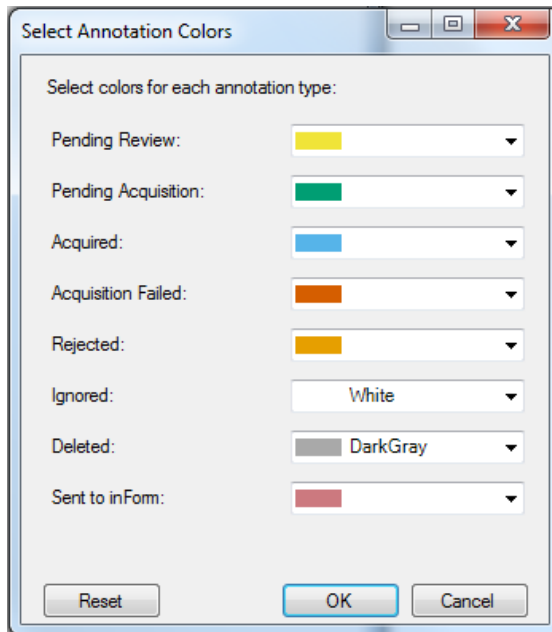 Select Annotation Colors
Select colors for each annotation type:
Pending Review:
Pending Acquisition:
Acquired:
Acquisition Failed:
Rejected:
Ignored: White
Deleted: DarkGray
Sent to inForm:
Reset OK Cancel